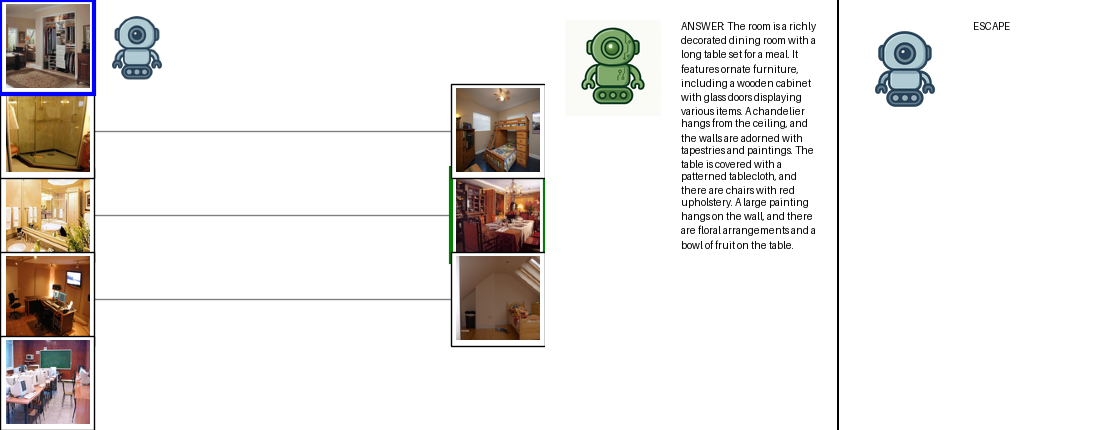 ANSWER: The room is a richly
decorated dining room with a
long table set for a meal. It
features ornate furniture,
including a wooden cabinet
with glass doors displaying
various items. A chandelier
hangs from the ceiling, and
the walls are adorned with
tapestries and paintings. The
table is covered with a
patterned tablecloth, and
there are chairs with red
upholstery. A large painting
hangs on the wall, and there
are floral arrangements and a
bowl of fruit on the table.
ESCAPE